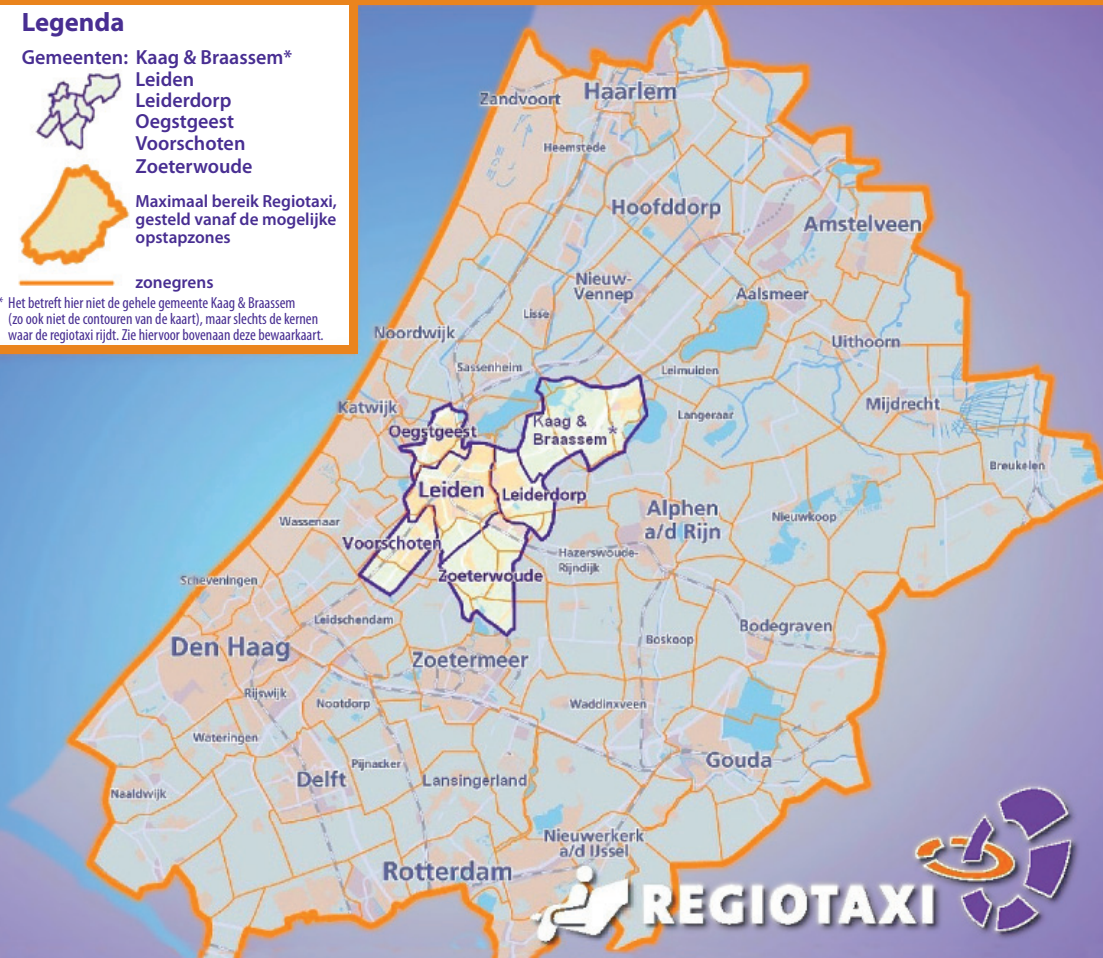 Legenda
Gemeenten: Kaag & Braassem*
Leiden
Leiderdorp
Oegstgeest
Voorschoten
Zoeterwoude
Maximaal bereik Regiotaxi,
gesteld vanaf de mogelijke
opstapzones
zonegrens
* Het betreft hier niet de gehele gemeente Kaag & Braassem
(zo ook niet de contouren van de kaart), maar slechts de kernen
waar de regiotaxi rijdt. Zie hiervoor bovenaan deze bewaarkaart.
Zandvoort
Haarlem
Heemstede
Hoofddorp
Amstelveen
Nieuw-
Vennep
Aalsmeer
Lisse
Noordwijk
Uithoorn
Sassenheim
Leimuiden
Mijdrecht
Katwijk
Langeraar
Oegstgeest
Kaag &
Braassem *
Breukelen
Leiden
Leiderdorp
Alphen
a/d Rijn
Nieuwkoop
Wassenaar
Voorschoten
Hazerswoude-
Rijndijk
Zoeterwoude
Scheveningen
Leidschendam
Bodegraven
Boskoop
Den Haag
Zoetermeer
Rijswijk
Nootdorp
Waddinxveen
Wateringen
Pijnacker
Gouda
Delft
Lansingerland
Naaldwijk
Nieuwerkerk
a/d IJssel
Rotterdam
REGIOTAXI